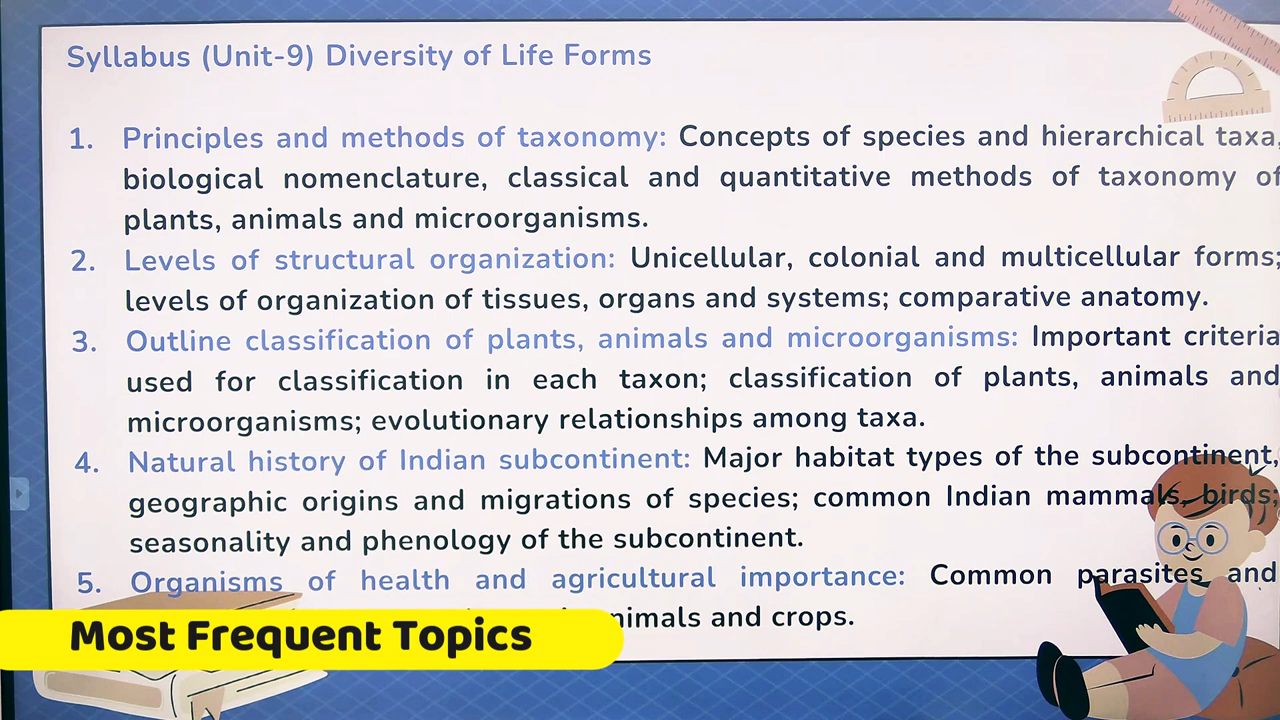 Syllabus (Unit-9) Diversity of Life Forms
1. Principles and methods of taxonomy: Concepts of species and hierarchical taxa,
biological nomenclature, classical and quantitative methods of taxonomy of
plants, animals and microorganisms.
2. Levels of structural organization: Unicellular, colonial and multicellular forms;
levels of organization of tissues, organs and systems; comparative anatomy.
3. Outline classification of plants, animals and microorganisms: Important criteria
used for classification in each taxon; classification of plants, animals and
microorganisms; evolutionary relationships among taxa.
4. Natural history of Indian subcontinent: Major habitat types of the subcontinent,
geographic origins and migrations of species; common Indian mammals, birds;
seasonality and phenology of the subcontinent.
5. Organisms of health and agricultural importance: Common parasites and
animals and crops.
Most Frequent Topics